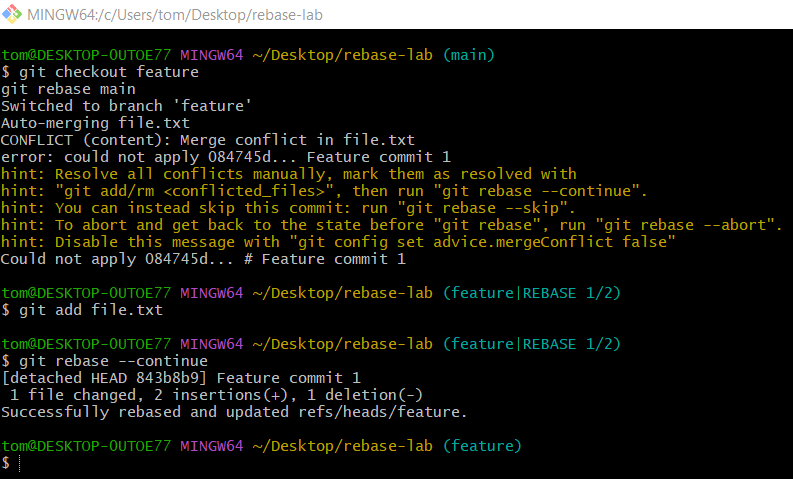 MINGW64:/c/Users/tom/Desktop/rebase-lab
tom@DESKTOP-OUTOE77 MINGW64 ~/Desktop/rebase-lab (main)
$ git checkout feature
git rebase main
Switched to branch 'feature'
Auto-merging file.txt
CONFLICT (content): Merge conflict in file.txt
error: could not apply 084745d... Feature commit 1
hint: Resolve all conflicts manually, mark them as resolved with
hint: "git add/rm <conflicted_files>", then run "git rebase --continue".
hint: You can instead skip this commit: run "git rebase --skip".
hint: To abort and get back to the state before "git rebase", run "git rebase --abort".
hint: Disable this message with "git config set advice.mergeConflict false"
Could not apply 084745d... # Feature commit 1
tom@DESKTOP-OUTOE77 MINGW64 ~/Desktop/rebase-lab (feature|REBASE 1/2)
$ git add file.txt
tom@DESKTOP-OUTOE77 MINGW64 ~/Desktop/rebase-lab (feature|REBASE 1/2)
$ git rebase --continue
[detached HEAD 843b8b9] Feature commit 1
 1 file changed, 2 insertions(+), 1 deletion(-)
Successfully rebased and updated refs/heads/feature.
tom@DESKTOP-OUTOE77 MINGW64 ~/Desktop/rebase-lab (feature)
$